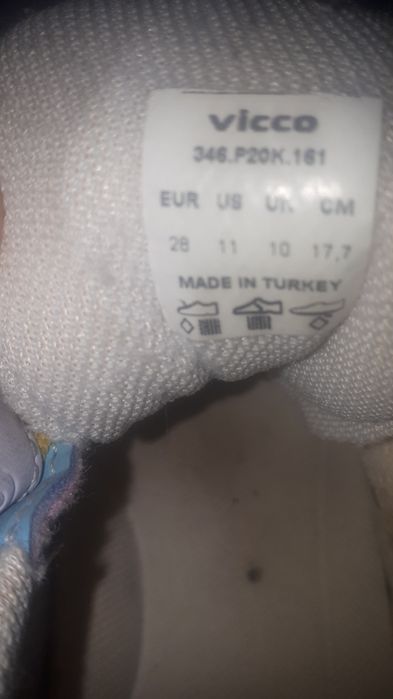 vicco
346.P20K.161
EUR US UK CM
28 11 10 17,7
MADE IN TURKEY